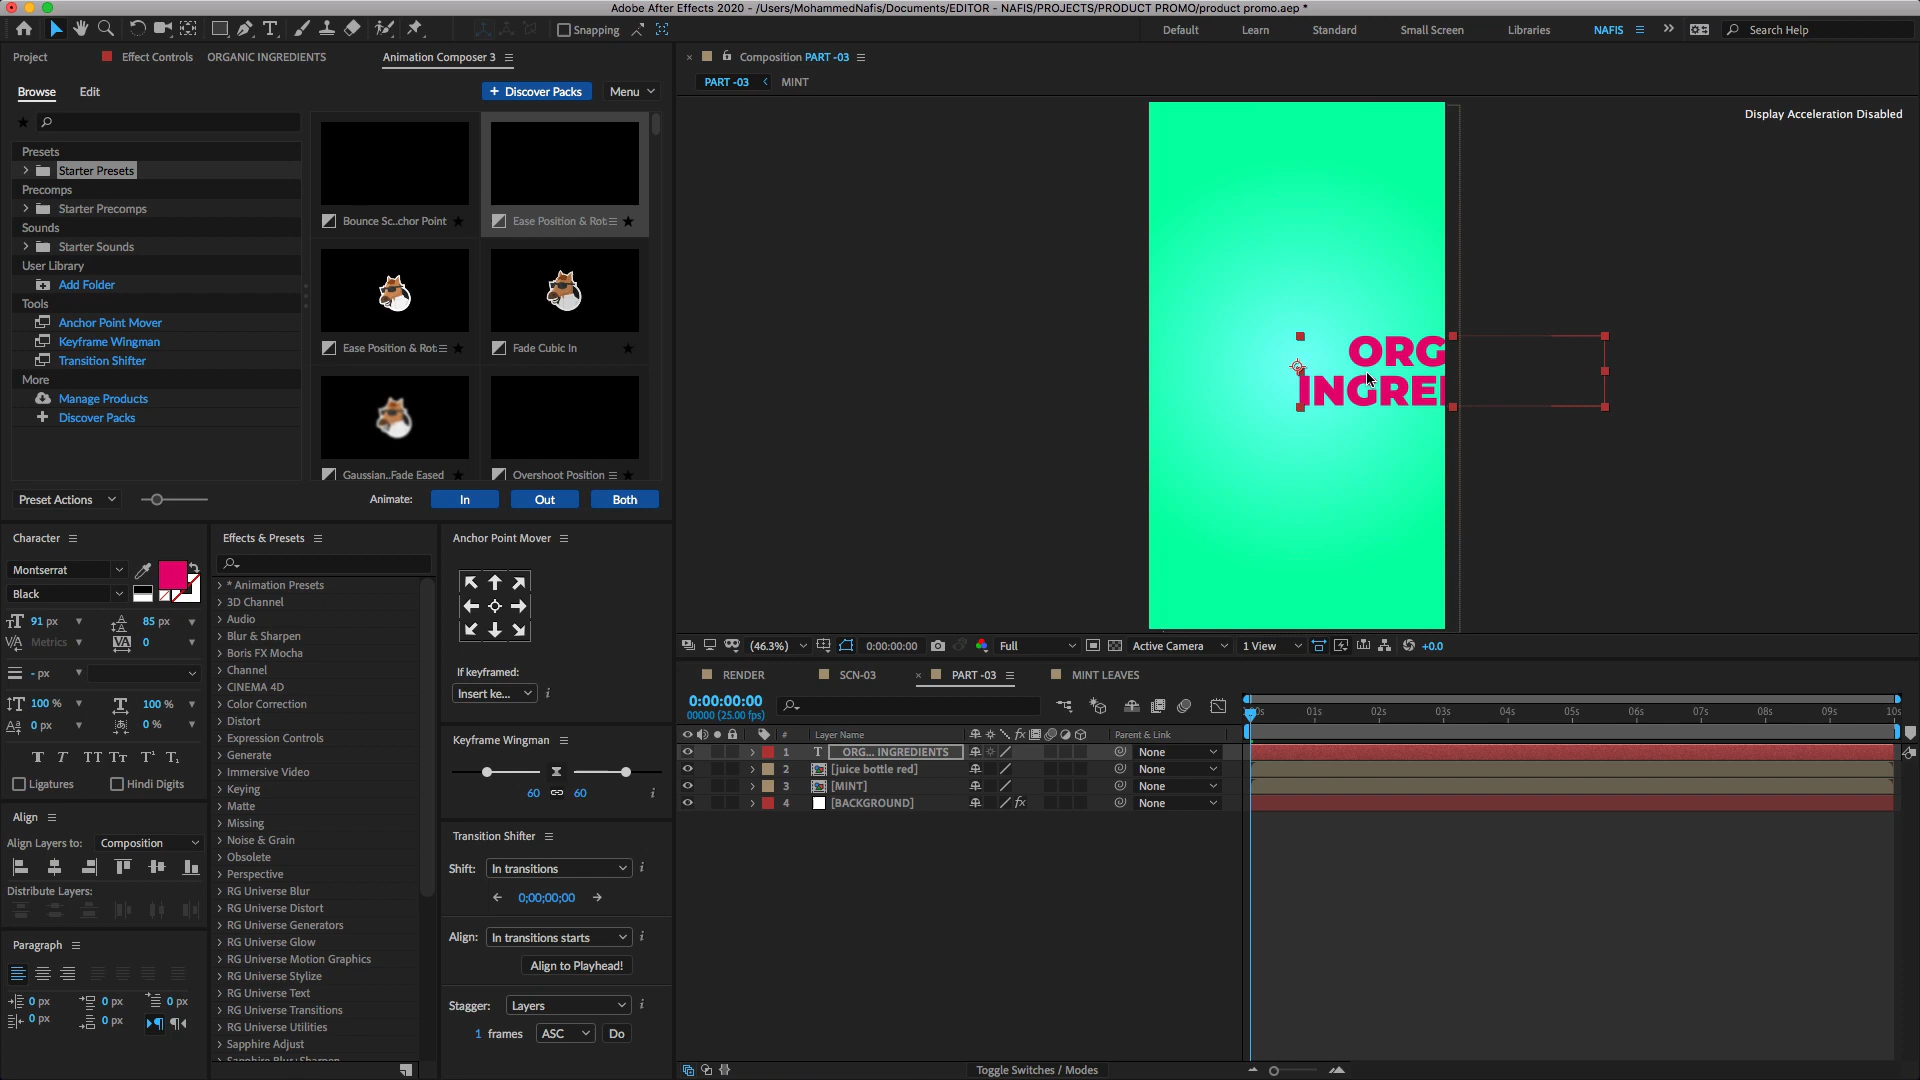 Adobe After Effects 2020 - /Users/MohammedNafis/Documents/EDITOR - NAFIS/PROJECTS/PRODUCT PROMO/product promo.aep *
Snapping
Default
Learn
Standard
Small Screen
Libraries
NAFIS
Search Help
Project
Effect Controls ORGANIC INGREDIENTS
Animation Composer 3
Browse
Edit
+ Discover Packs
Menu
Presets
Starter Presets
Precomps
Starter Precomps
Sounds
Starter Sounds
User Library
Add Folder
Tools
Anchor Point Mover
Keyframe Wingman
Transition Shifter
More
Manage Products
Discover Packs
Bounce Sc..chor Point
Ease Position & Rot
Ease Position & Rot
Fade Cubic In
Gaussian..Fade Eased
Overshoot Position
Preset Actions
Animate:
In
Out
Both
Composition PART -03
PART -03
MINT
Display Acceleration Disabled
ORG
INGREI
(46.3%)
0:00:00:00
Full
Active Camera
1 View
+0.0
Character
Montserrat
Black
91 px
85 px
Metrics
0
- px
100 %
100 %
0 px
0 %
Ligatures
Hindi Digits
Align
Align Layers to:
Composition
Distribute Layers:
Paragraph
0 px
0 px
0 px
0 px
0 px
Effects & Presets
* Animation Presets
3D Channel
Audio
Blur & Sharpen
Boris FX Mocha
Channel
CINEMA 4D
Color Correction
Distort
Expression Controls
Generate
Immersive Video
Keying
Matte
Missing
Noise & Grain
Obsolete
Perspective
RG Universe Blur
RG Universe Distort
RG Universe Generators
RG Universe Glow
RG Universe Motion Graphics
RG Universe Stylize
RG Universe Text
RG Universe Transitions
RG Universe Utilities
Sapphire Adjust
Sapphire Blur+Sharpen
Anchor Point Mover
If keyframed:
Insert ke...
Keyframe Wingman
60
60
Transition Shifter
Shift:
In transitions
0;00;00;00
Align:
In transitions starts
Align to Playhead!
Stagger:
Layers
1 frames
ASC
Do
RENDER
SCN-03
PART -03
MINT LEAVES
0:00:00:00
00000 (25.00 fps)
01s
02s
03s
04s
05s
06s
07s
08s
09s
10s
#
Layer Name
Parent & Link
1
T
ORG... INGREDIENTS
None
2
[juice bottle red]
None
3
[MINT]
None
4
[BACKGROUND]
fx
None
Toggle Switches / Modes